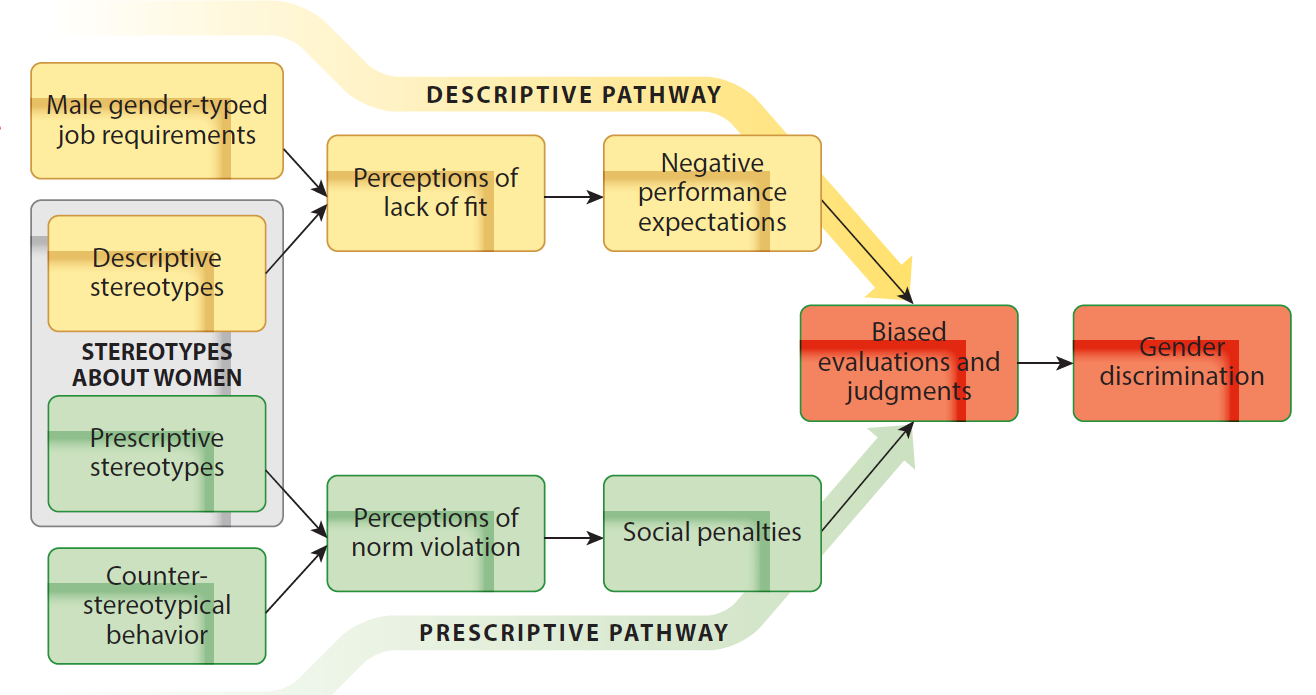 DESCRIPTIVE PATHWAY
Male gender-typed
job requirements
Perceptions of
lack of fit
Negative
performance
expectations
Descriptive
stereotypes
STEREOTYPES
ABOUT WOMEN
Prescriptive
stereotypes
Biased
evaluations and
judgments
Gender
discrimination
Perceptions of
norm violation
Social penalties
Counter-
stereotypical
behavior
PRESCRIPTIVE PATHWAY